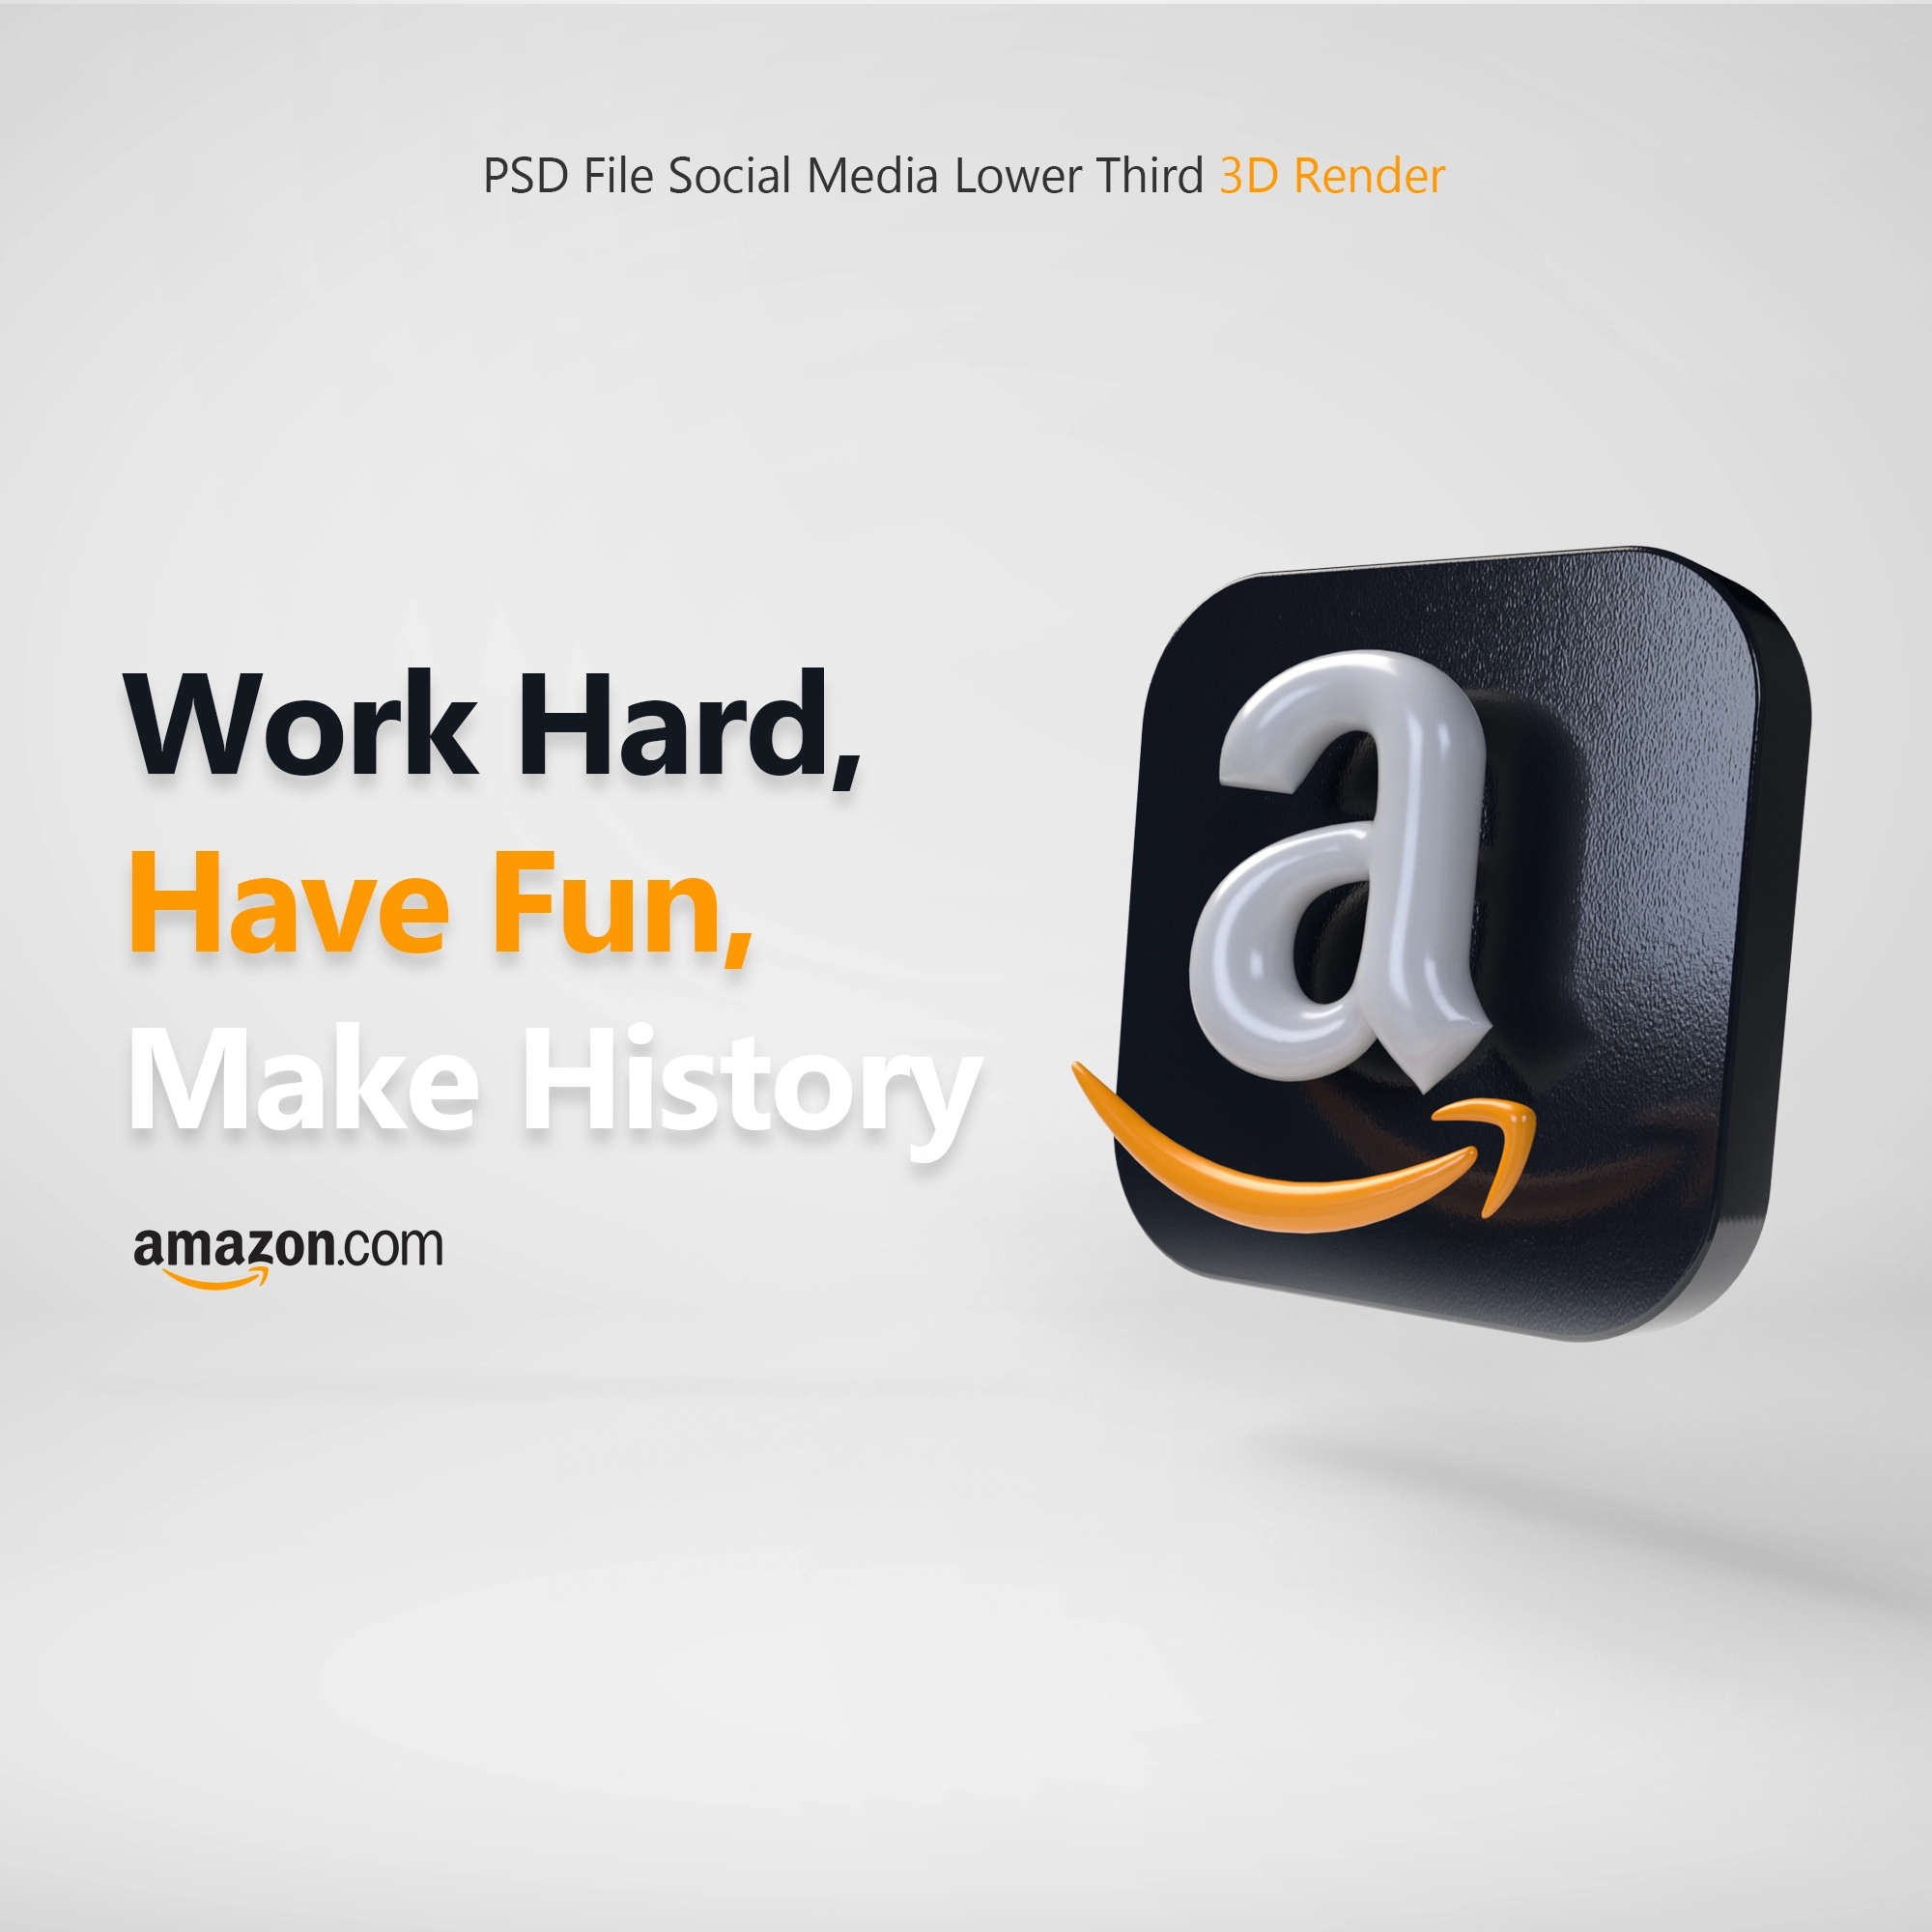 PSD File Social Media Lower Third 3D Render
Work Hard,
Have Fun,
Make History
amazon.com
a